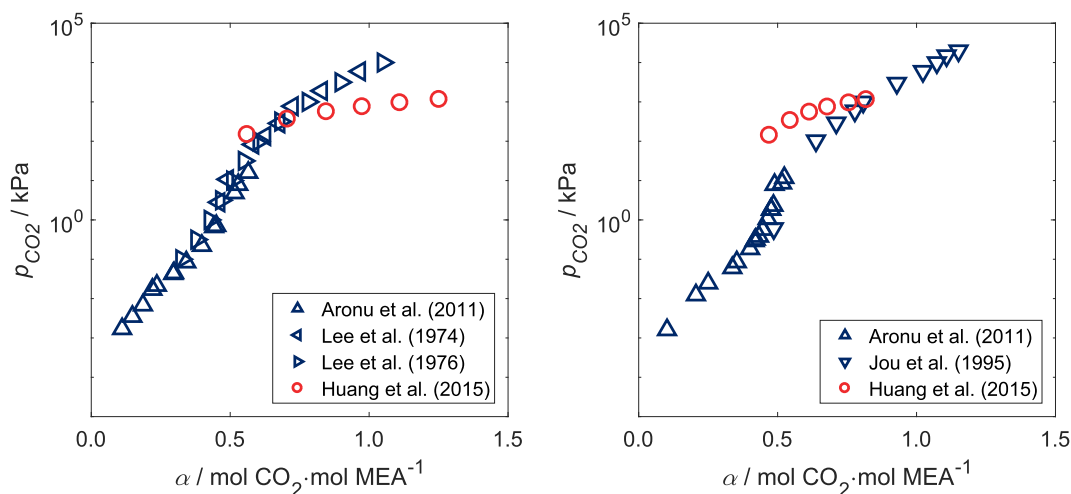 10^5
10^0
p_CO2 / kPa
Aronu et al. (2011)
Lee et al. (1974)
Lee et al. (1976)
Huang et al. (2015)
0.0 0.5 1.0 1.5
α / mol CO_2·mol MEA^-1
10^5
10^0
p_CO2 / kPa
Aronu et al. (2011)
Jou et al. (1995)
Huang et al. (2015)
0.0 0.5 1.0 1.5
α / mol CO_2·mol MEA^-1